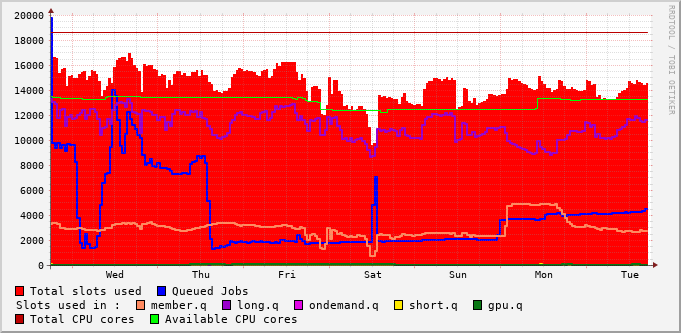 RRDTOOL / TOBI OETIKER
20000
18000
16000
14000
12000
10000
8000
6000
4000
2000
0
Wed Thu Fri Sat Sun Mon Tue
Total slots used Queued Jobs
Slots used in : member.q long.q ondemand.q short.q gpu.q
Total CPU cores Available CPU cores